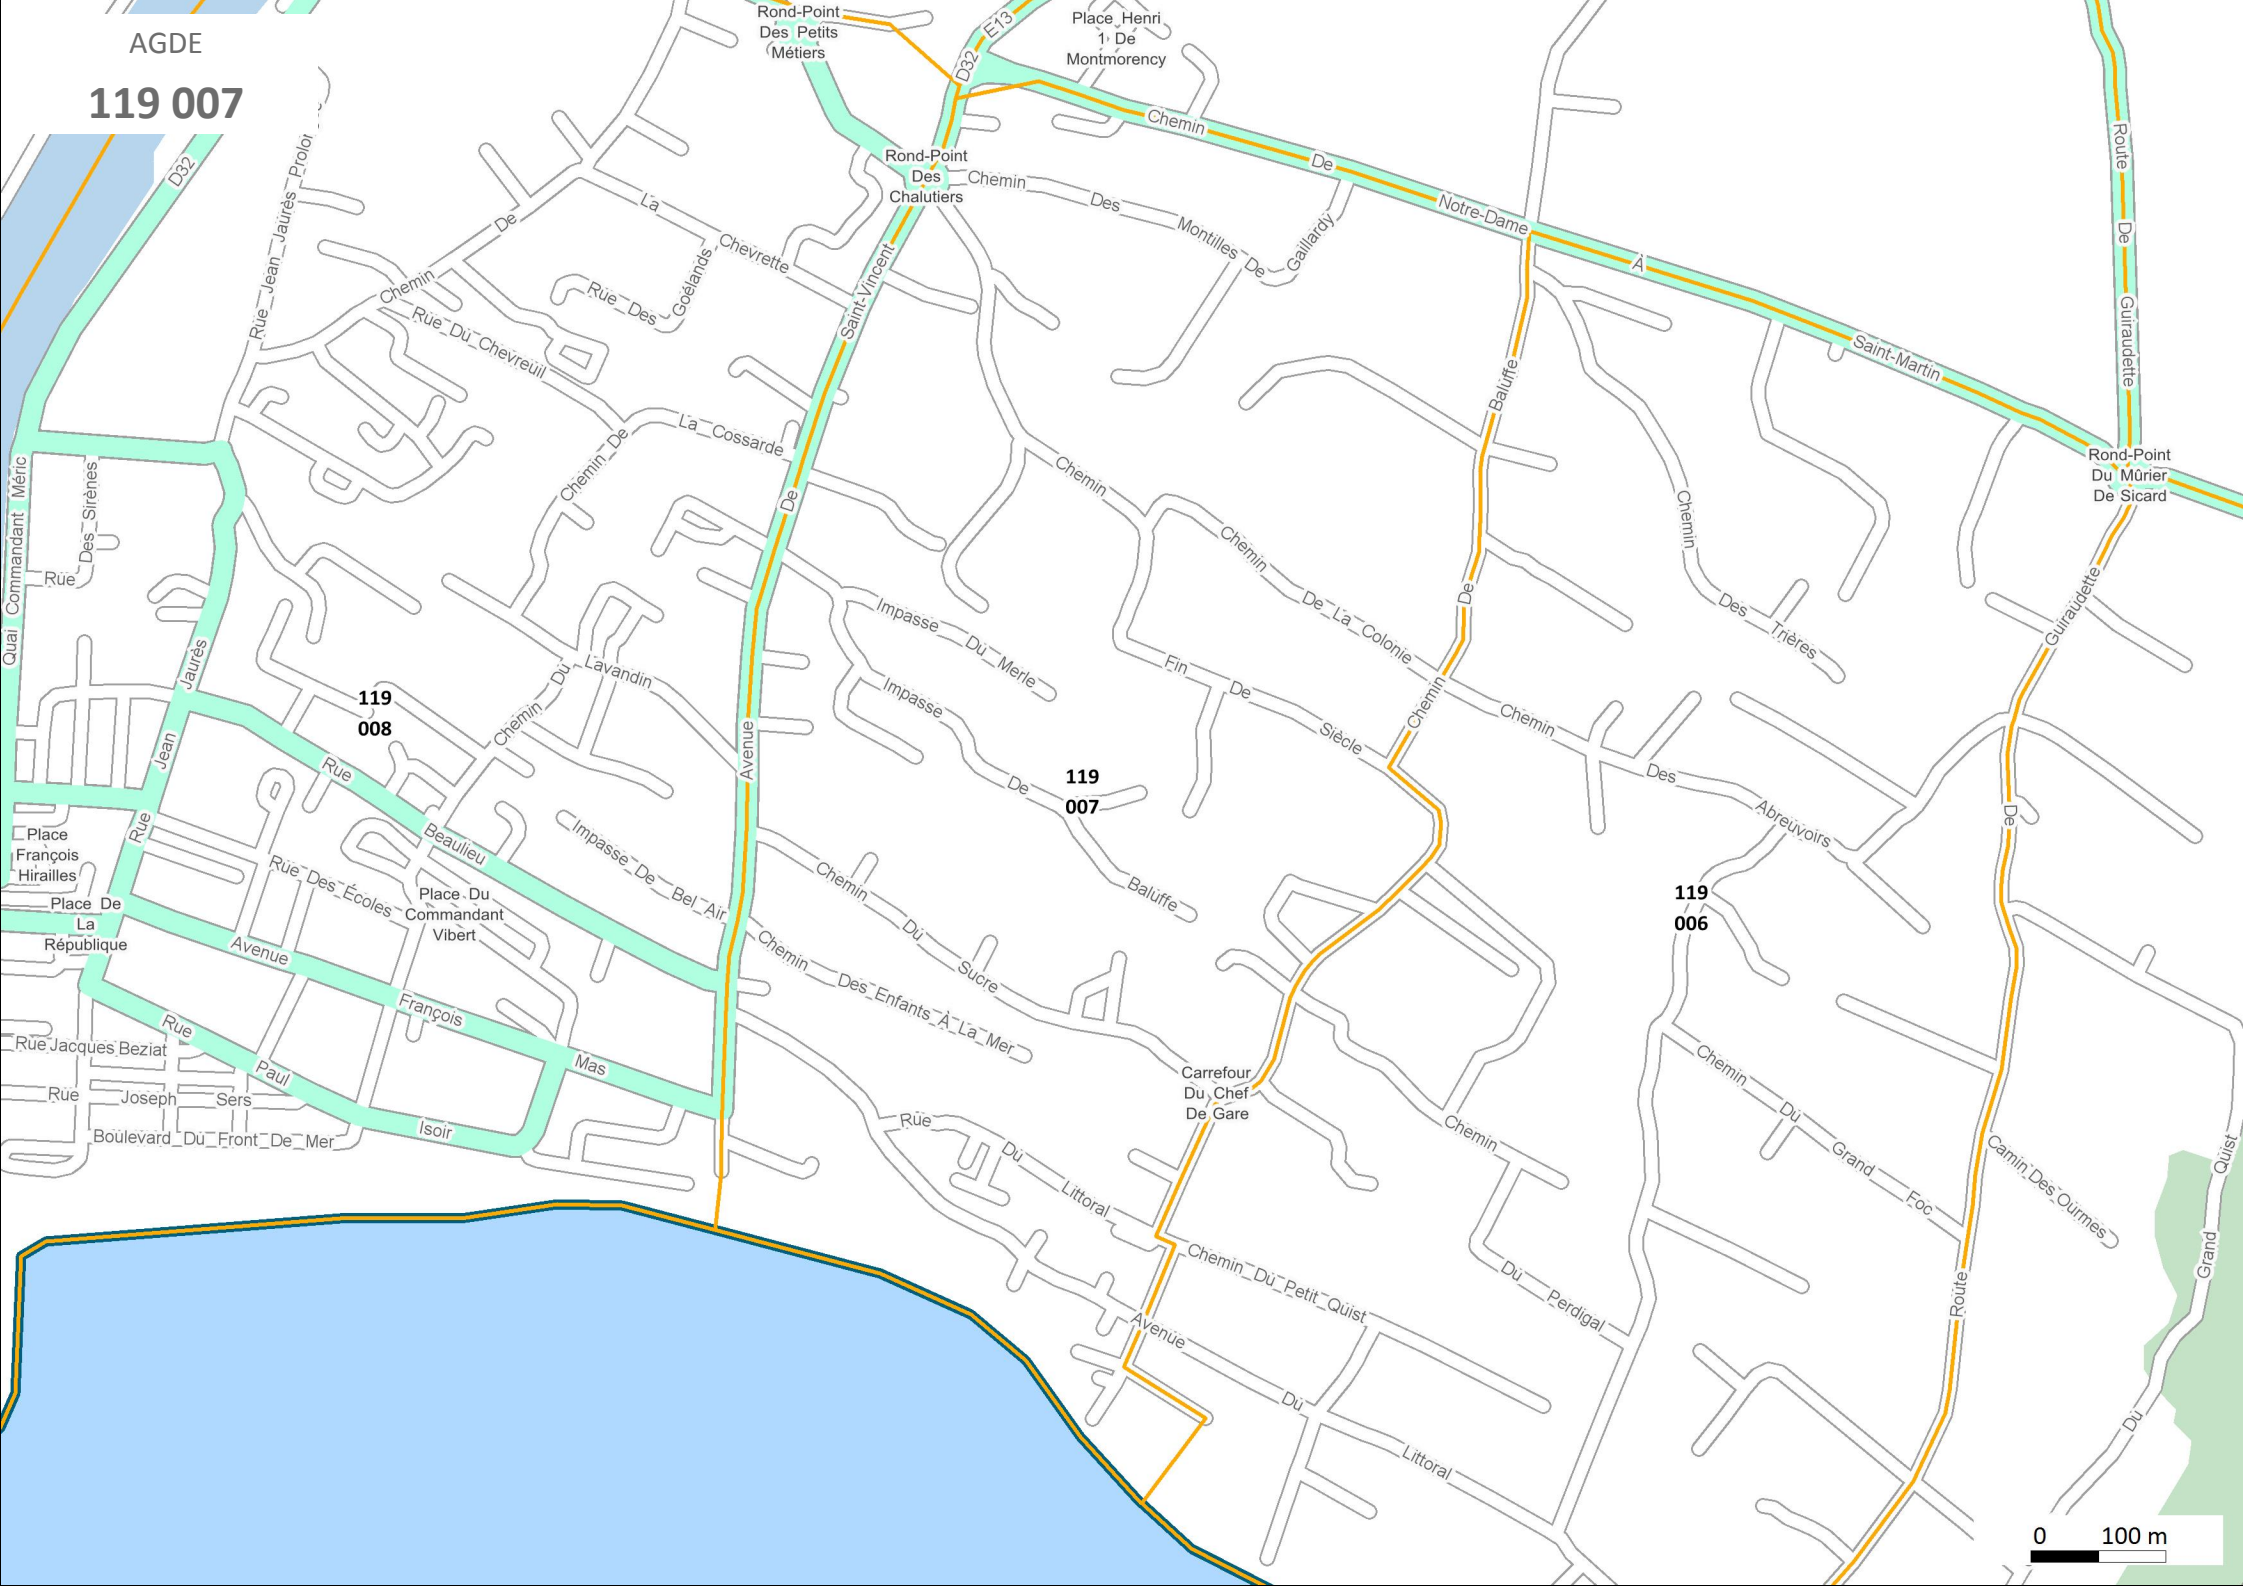 AGDE
119 007
Rond-Point
Des Petits
Métiers
D32 E13
Place Henri
1 De
Montmorency
D32
Rue Jean Jaurès Prolon
Rond-Point
Des
Chalutiers
Chemin De Notre-Dame À Saint-Martin
Chemin Des Montilles De Gaillardy
Route De Guiraudette
Rond-Point
Du Mûrier
De Sicard
Chemin De
La Chevrette
Rue Des Goélands
Rue Du Chevreuil
Chemin De La Cossarde
Avenue De Saint-Vincent
Quai Commandant Méric
Rue Des Sirènes
Chemin
Fin De Siècle
Chemin De La Colonie
Chemin De Baluffe
Chemin Des Trières
Impasse Du Merle
Impasse De Baluffe
Chemin Du Lavandin
119
008
119
007
119
006
Chemin Des Abreuvoirs
Rue Jean Jaurès
Rue Beaulieu
Place
François
Hirailles
Place De
La
République
Rue Des Écoles
Place Du
Commandant
Vibert
Impasse De Bel Air
Chemin Du Sucre
Chemin Des Enfants À La Mer
Avenue François Mas
Rue Paul Isoir
Rue Jacques Beziat
Rue Joseph Sers
Boulevard Du Front De Mer
Carrefour
Du Chef
De Gare
Rue Du Littoral
Chemin Du Petit Quist
Avenue Du Littoral
Chemin Du Perdigal
Chemin Du Grand Foc
Camin Des Ourmes
Route De Guiraudette
Du Grand Quist
0 100 m